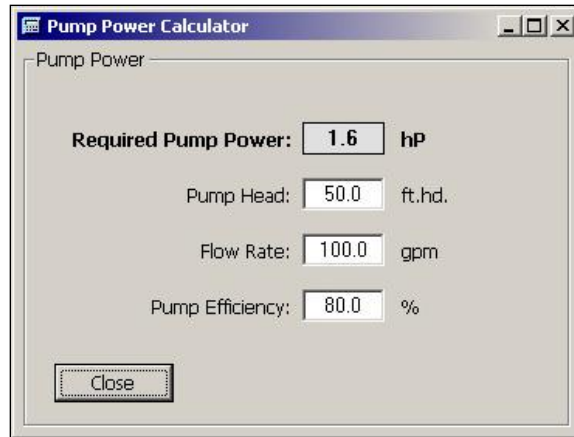 Pump Power Calculator
Pump Power
Required Pump Power: 1.6 hP
Pump Head: 50.0 ft.hd.
Flow Rate: 100.0 gpm
Pump Efficiency: 80.0 %
Close